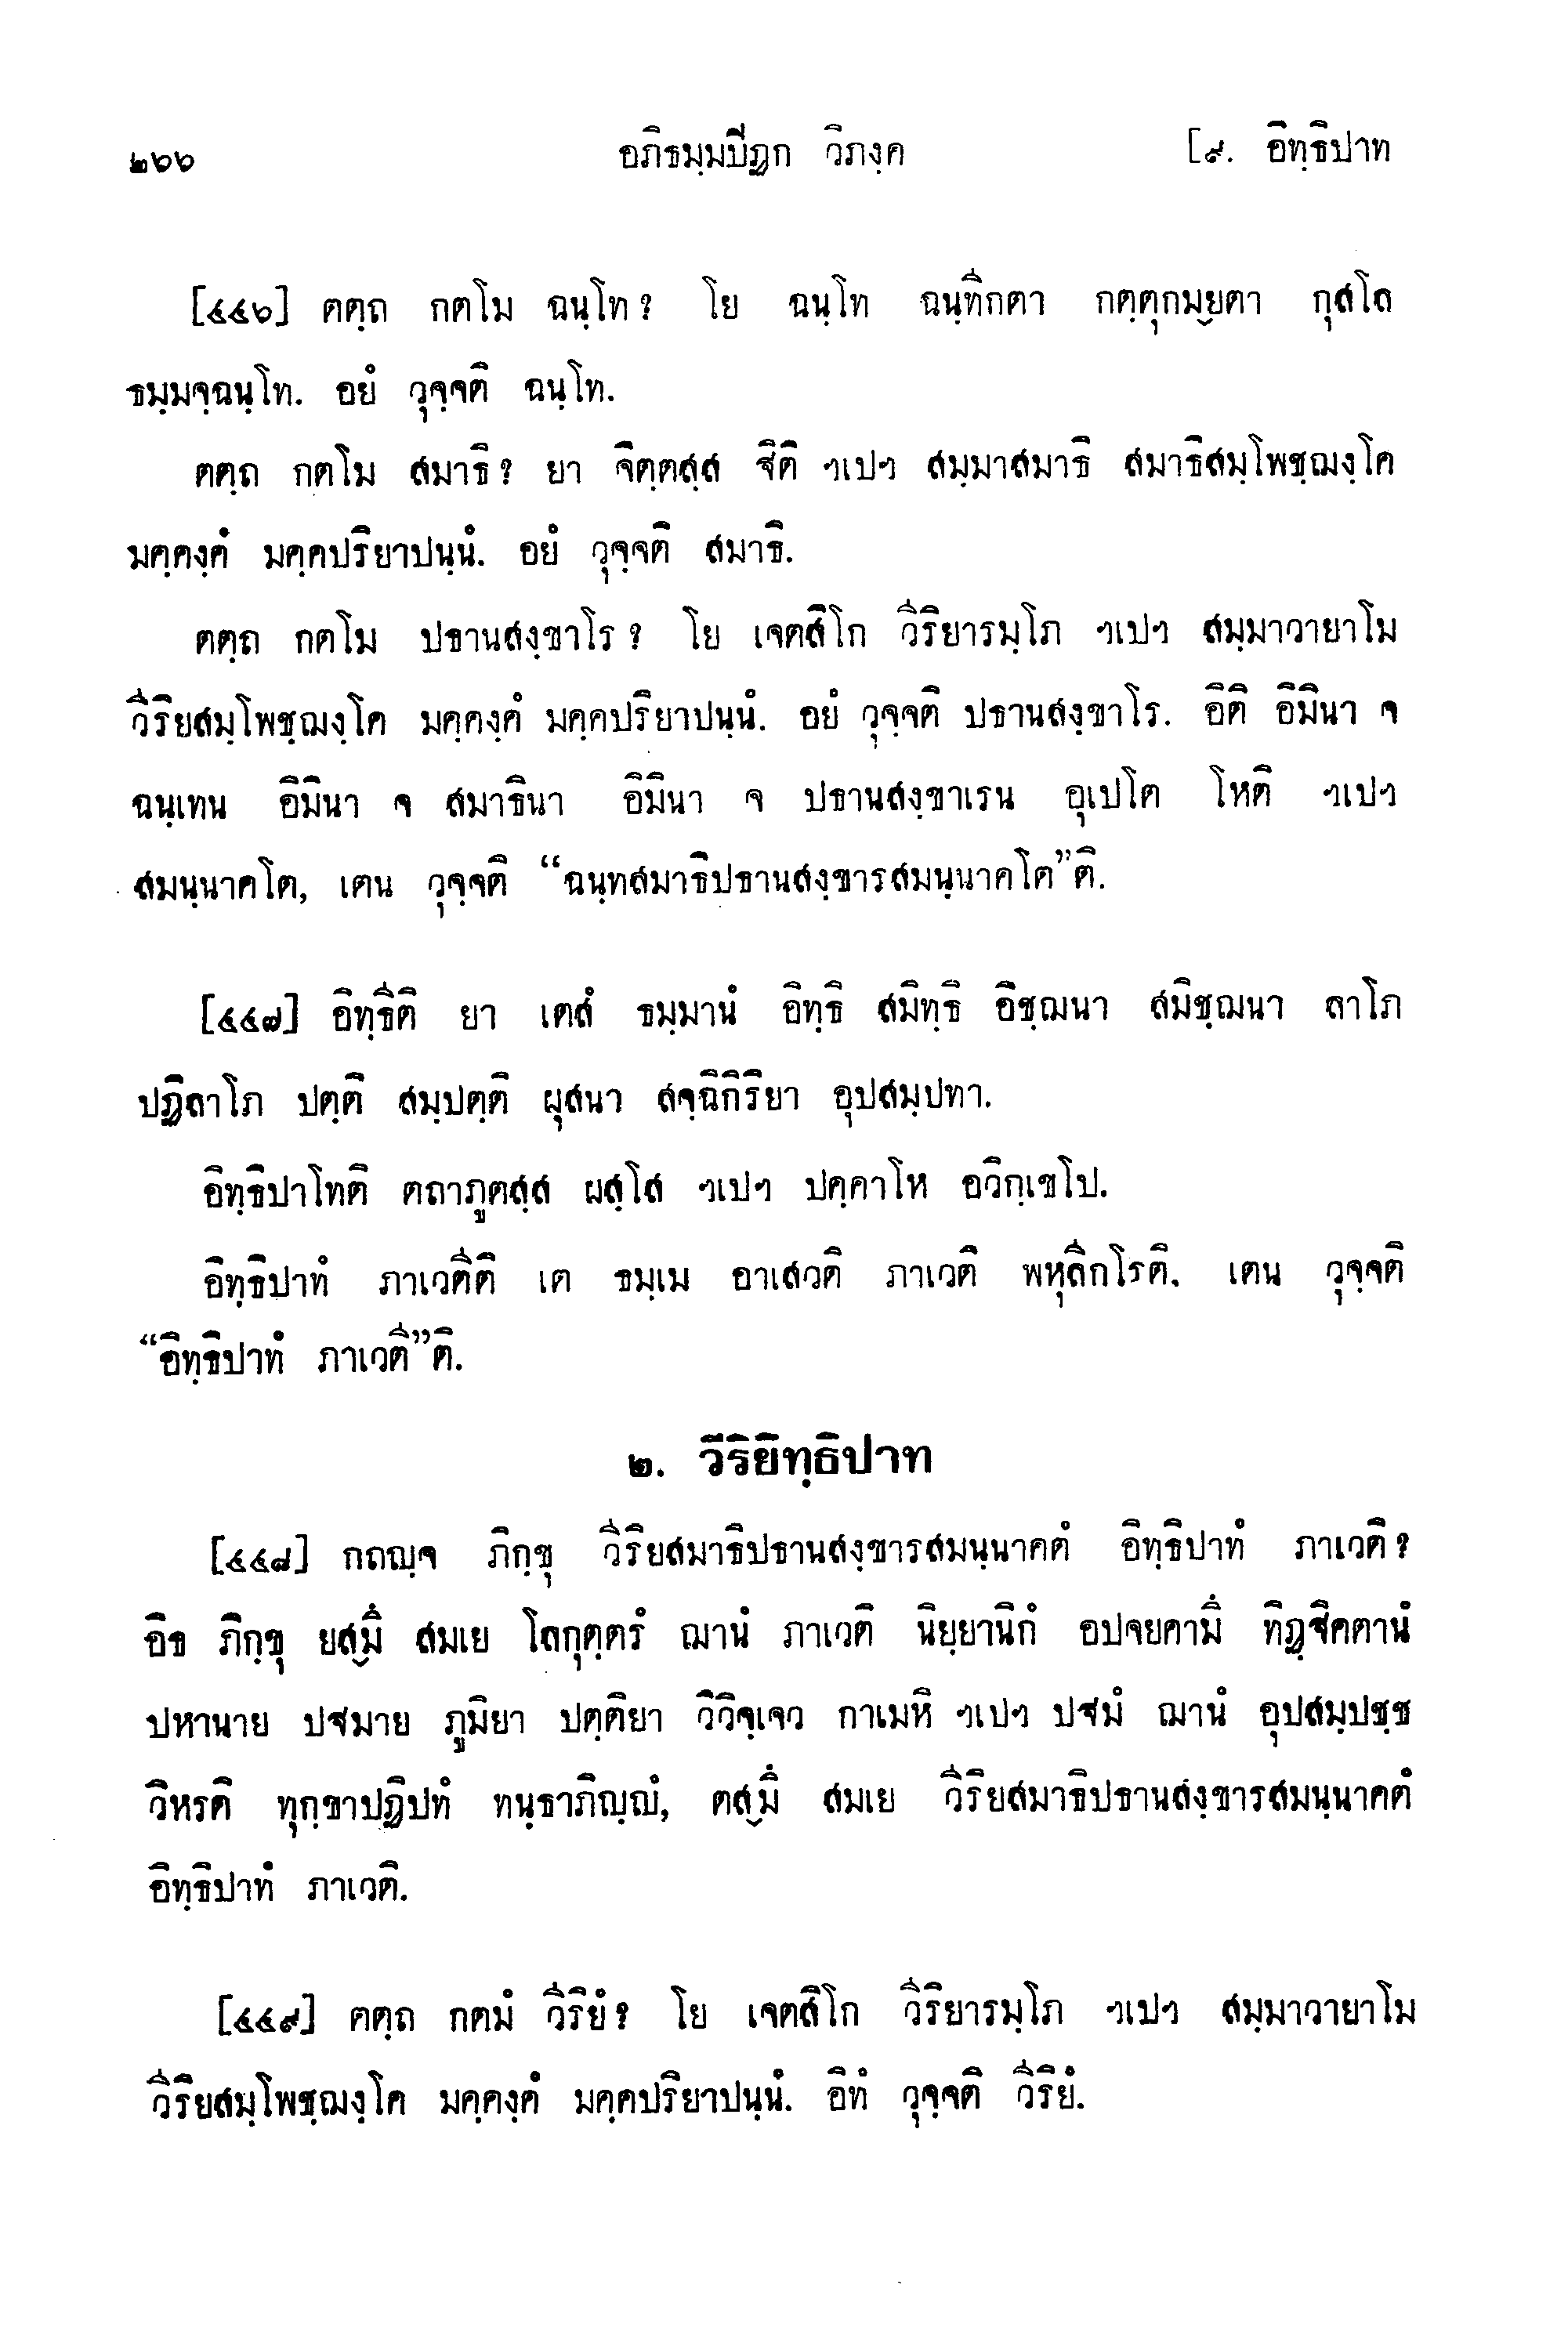 ๒๖๖ อภิธมฺมปีฏก วิภงฺค [๙. อิทฺธิปาท
[๔๔๖] ตตฺถ กตโม ฉนฺโท? โย ฉนฺโท ฉนฺทีกตา กตฺตุกมฺยตา กุสโล
ธมฺมจฺฉนฺโท. อยํ วุจฺจติ ฉนฺโท.
ตตฺถ กตโม สมาธิ? ยา จิตฺตสฺส ฐิติ ฯเปฯ สมฺมาสมาธิ สมาธิสมฺโพชฺฌงฺโค
มคฺคงฺคํ มคฺคปริยาปนฺนํ. อยํ วุจฺจติ สมาธิ.
ตตฺถ กตโม ปธานสงฺขาโร? โย เจตสิโก วีริยารมฺโภ ฯเปฯ สมฺมาวายาโม
วีริยสมฺโพชฺฌงฺโค มคฺคงฺคํ มคฺคปริยาปนฺนํ. อยํ วุจฺจติ ปธานสงฺขาโร. อิติ อิมินา จ
ฉนฺเทน อิมินา จ สมาธินา อิมินา จ ปธานสงฺขาเรน อุเปโต โหติ ฯเปฯ
สมนฺนาคโต, เตน วุจฺจติ “ฉนฺทสมาธิปธานสงฺขารสมนฺนาคโต”ติ.
[๔๔๗] อิทฺธีติ ยา เตสํ ธมฺมานํ อิทฺธิ สมิทฺธิ อิชฺฌนา สมิชฺฌนา ลาโภ
ปฏิลาโภ ปตฺติ สมฺปตฺติ ผุสนา สจฺฉิกิริยา อุปสมฺปทา.
อิทฺธิปาโทติ ตถาภูตสฺส ผสฺโส ฯเปฯ ปคฺคาโห อวิกฺเขโป.
อิทฺธิปาทํ ภาเวตีติ เต ธมฺเม อาเสวติ ภาเวติ พหุลีกโรติ. เตน วุจฺจติ
“อิทฺธิปาทํ ภาเวตี”ติ.
๒. วีริยิทฺธิปาท
[๔๔๘] กถญฺจ ภิกฺขุ วีริยสมาธิปธานสงฺขารสมนฺนาคตํ อิทฺธิปาทํ ภาเวติ?
อิธ ภิกฺขุ ยสฺมึ สมเย โลกุตฺตรํ ฌานํ ภาเวติ นิยฺยานิกํ อปจยคามึ ทิฏฺฐิคตานํ
ปหานาย ปฐมาย ภูมิยา ปตฺติยา วิวิจฺเจว กาเมหิ ฯเปฯ ปฐมํ ฌานํ อุปสมฺปชฺช
วิหรติ ทุกฺขาปฏิปทํ ทนฺธาภิญฺญํ, ตสฺมึ สมเย วีริยสมาธิปธานสงฺขารสมนฺนาคตํ
อิทฺธิปาทํ ภาเวติ.
[๔๔๙] ตตฺถ กตมํ วีริยํ? โย เจตสิโก วีริยารมฺโภ ฯเปฯ สมฺมาวายาโม
วีริยสมฺโพชฺฌงฺโค มคฺคงฺคํ มคฺคปริยาปนฺนํ. อิทํ วุจฺจติ วีริยํ.